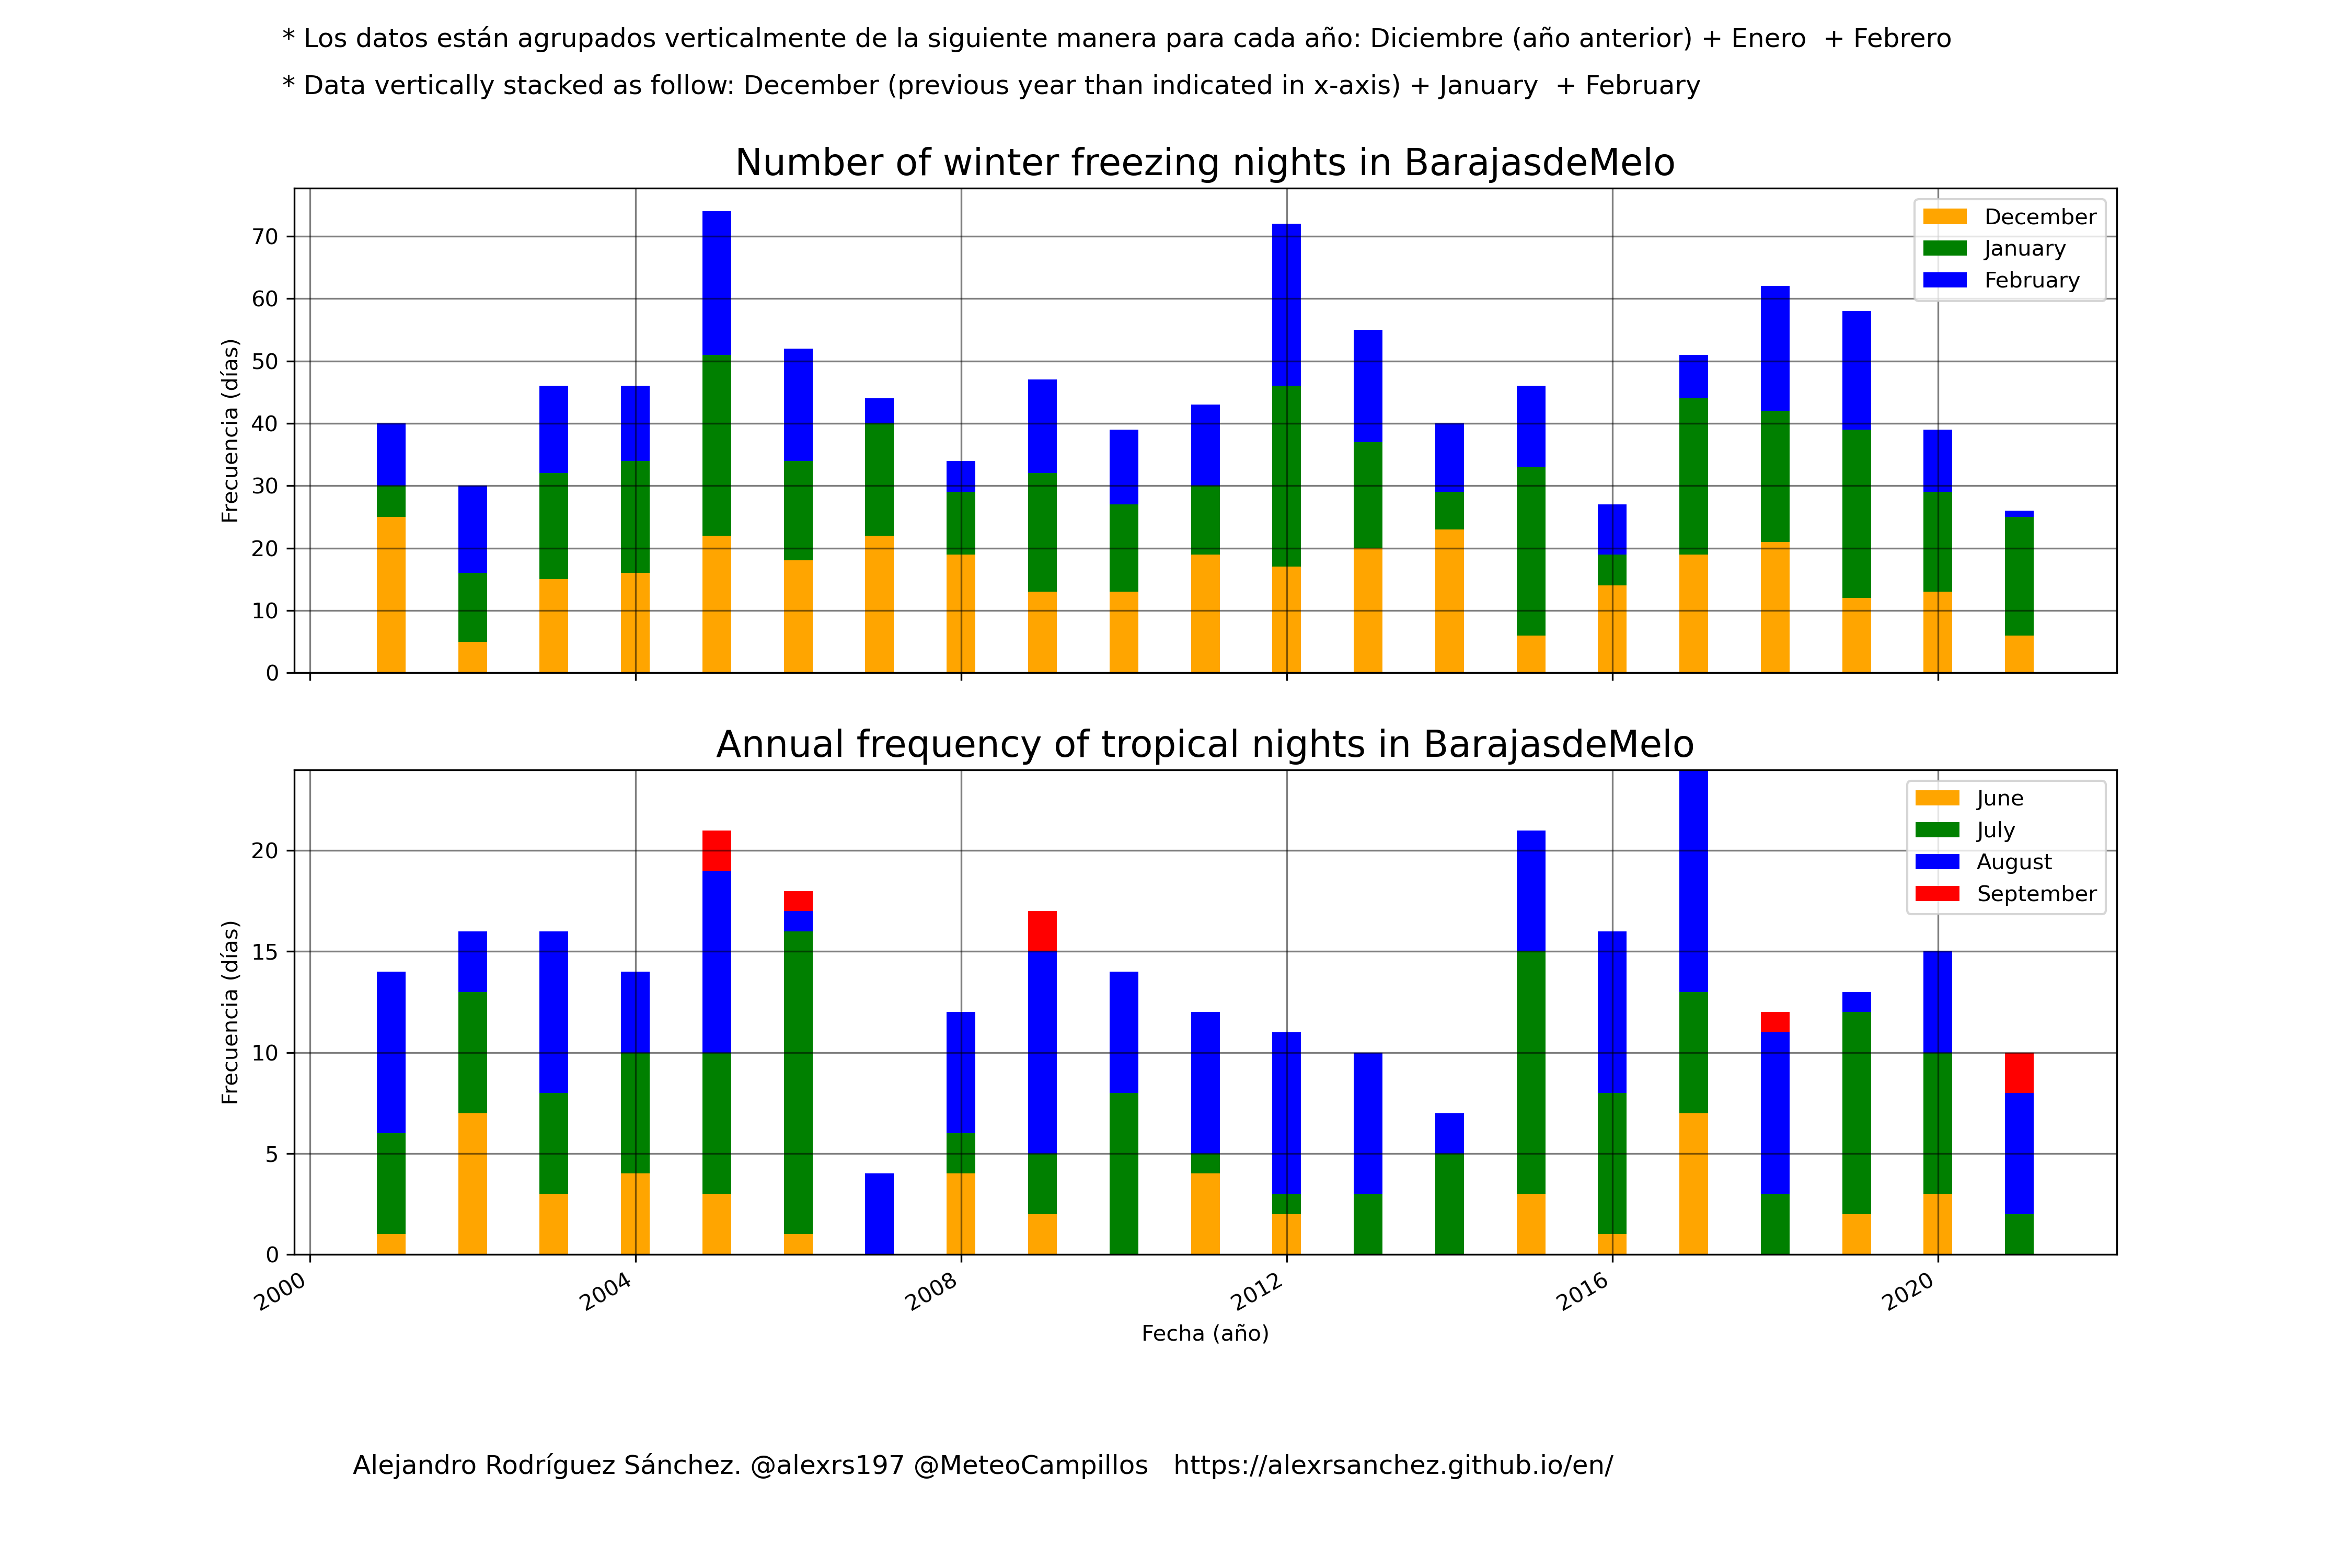 * Los datos están agrupados verticalmente de la siguiente manera para cada año: Diciembre (año anterior) + Enero  + Febrero
* Data vertically stacked as follow: December (previous year than indicated in x-axis) + January  + February
Number of winter freezing nights in BarajasdeMelo
Frecuencia (días)
70
60
50
40
30
20
10
0
December
January
February
Annual frequency of tropical nights in BarajasdeMelo
Frecuencia (días)
20
15
10
5
0
June
July
August
September
2000
2004
2008
2012
2016
2020
Fecha (año)
Alejandro Rodríguez Sánchez. @alexrs197 @MeteoCampillos   https://alexrsanchez.github.io/en/